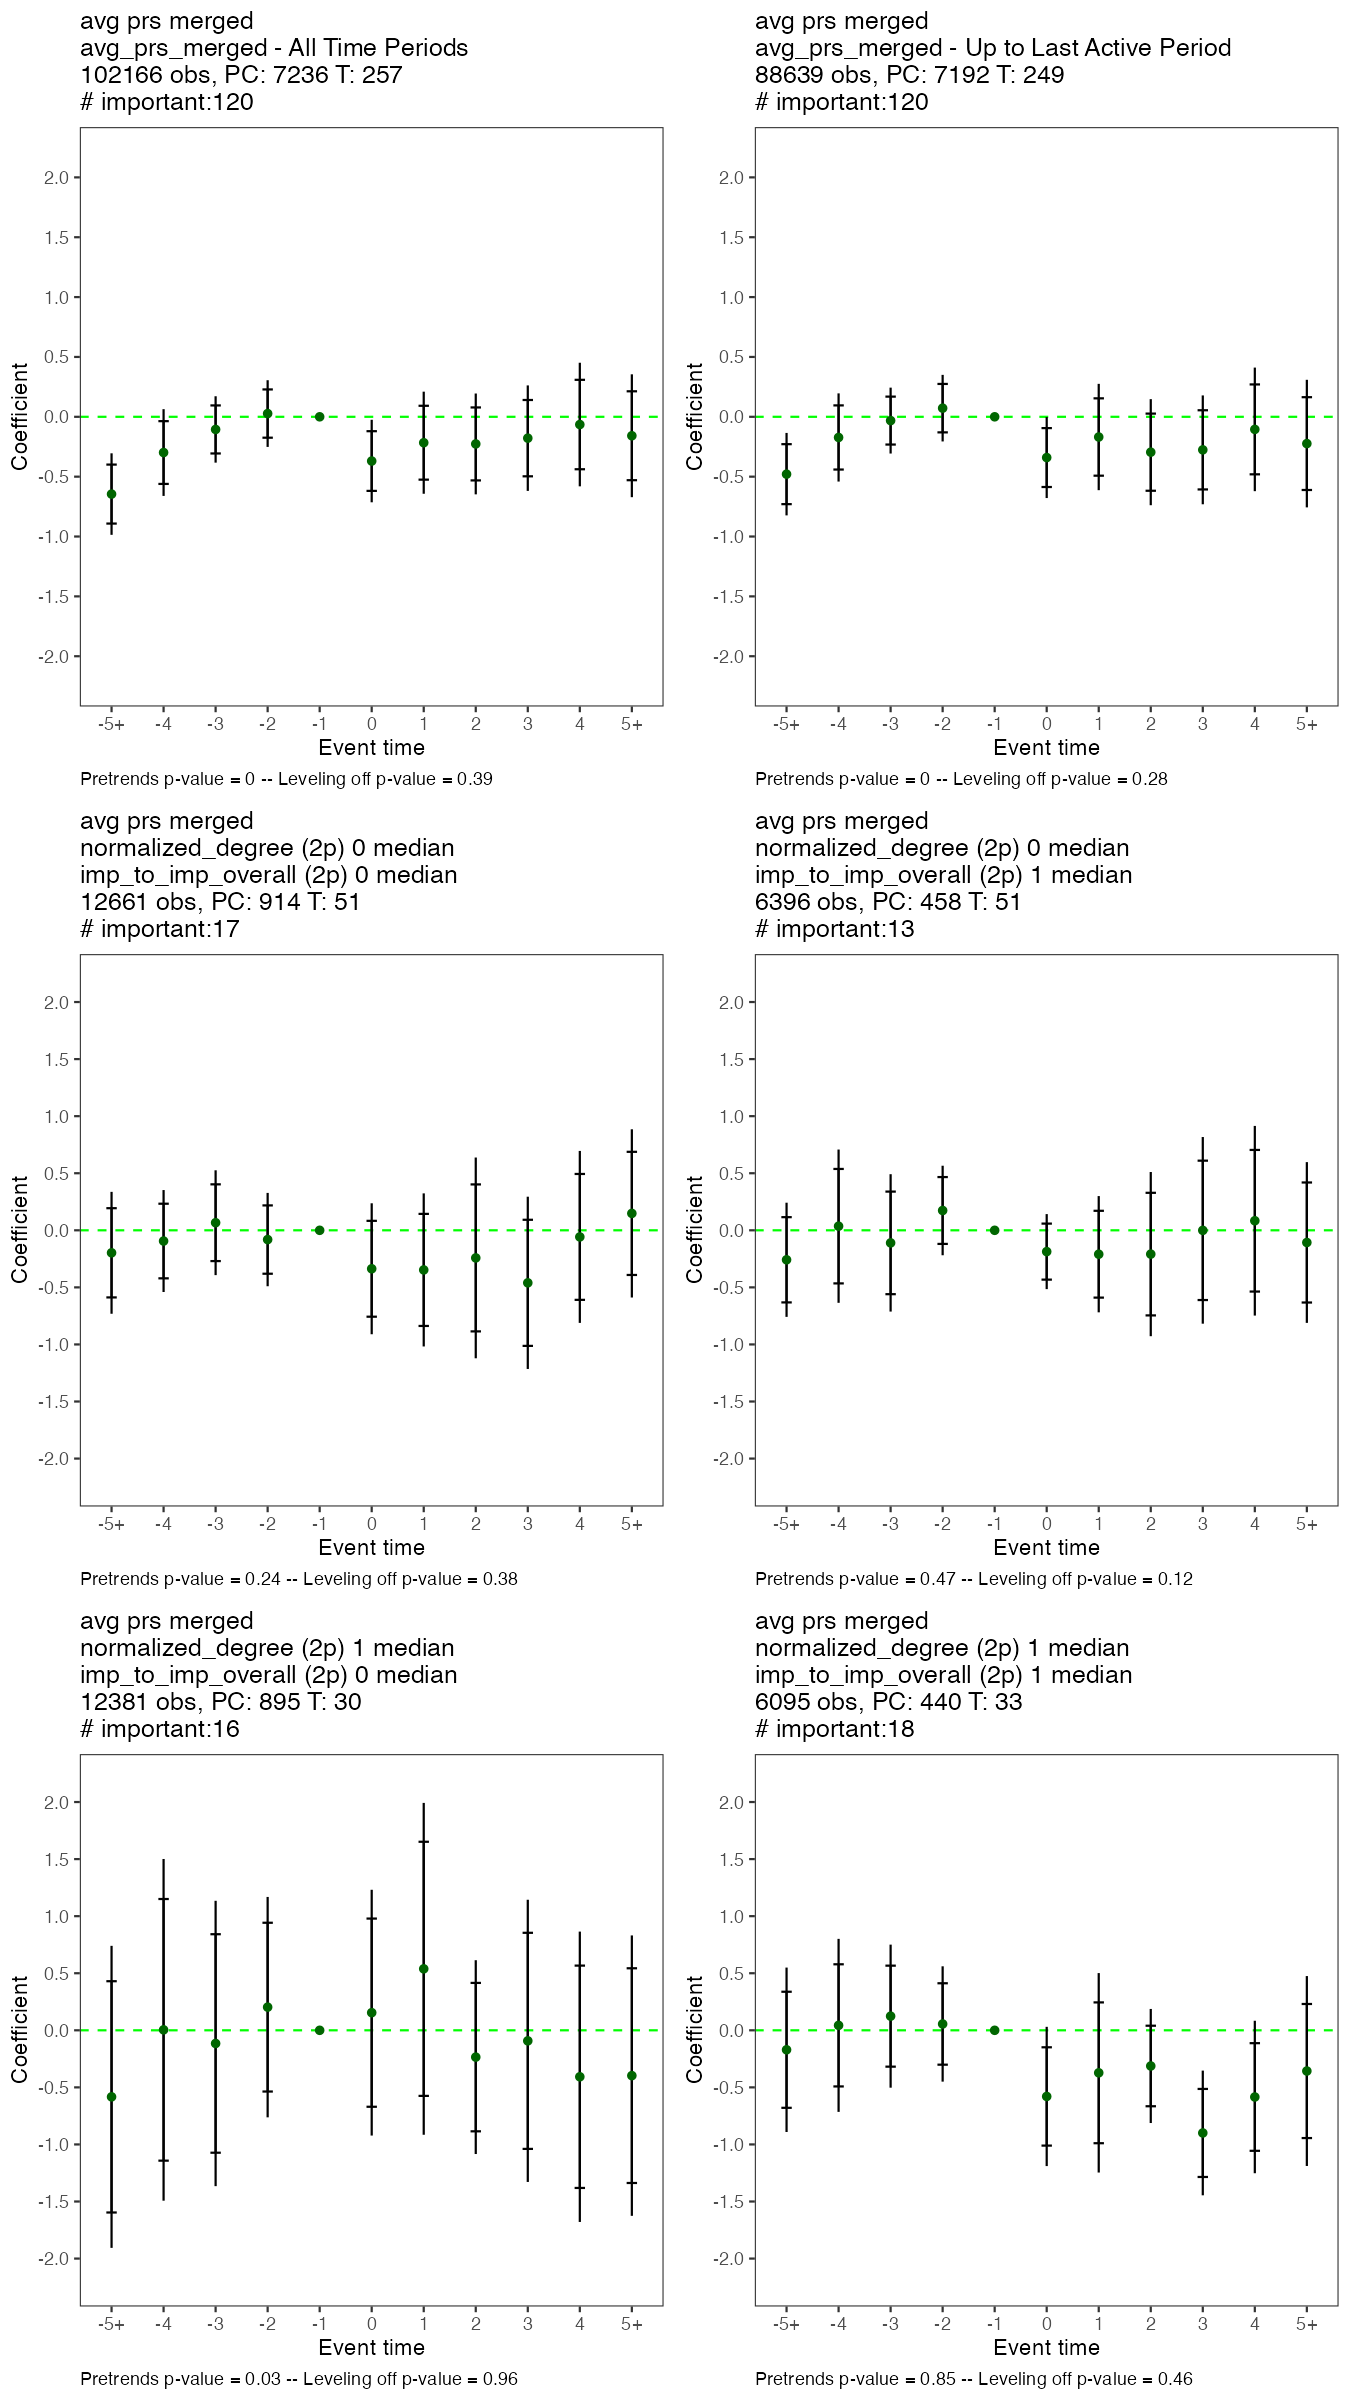 avg prs merged
avg_prs_merged - All Time Periods
102166 obs, PC: 7236 T: 257
# important:120
2.0
1.5
1.0
0.5
0.0
-0.5
-1.0
-1.5
-2.0
Coefficient
-5+ -4 -3 -2 -1 0 1 2 3 4 5+
Event time
Pretrends p-value = 0 -- Leveling off p-value = 0.39
avg prs merged
avg_prs_merged - Up to Last Active Period
88639 obs, PC: 7192 T: 249
# important:120
2.0
1.5
1.0
0.5
0.0
-0.5
-1.0
-1.5
-2.0
Coefficient
-5+ -4 -3 -2 -1 0 1 2 3 4 5+
Event time
Pretrends p-value = 0 -- Leveling off p-value = 0.28
avg prs merged
normalized_degree (2p) 0 median
imp_to_imp_overall (2p) 0 median
12661 obs, PC: 914 T: 51
# important:17
2.0
1.5
1.0
0.5
0.0
-0.5
-1.0
-1.5
-2.0
Coefficient
-5+ -4 -3 -2 -1 0 1 2 3 4 5+
Event time
Pretrends p-value = 0.24 -- Leveling off p-value = 0.38
avg prs merged
normalized_degree (2p) 0 median
imp_to_imp_overall (2p) 1 median
6396 obs, PC: 458 T: 51
# important:13
2.0
1.5
1.0
0.5
0.0
-0.5
-1.0
-1.5
-2.0
Coefficient
-5+ -4 -3 -2 -1 0 1 2 3 4 5+
Event time
Pretrends p-value = 0.47 -- Leveling off p-value = 0.12
avg prs merged
normalized_degree (2p) 1 median
imp_to_imp_overall (2p) 0 median
12381 obs, PC: 895 T: 30
# important:16
2.0
1.5
1.0
0.5
0.0
-0.5
-1.0
-1.5
-2.0
Coefficient
-5+ -4 -3 -2 -1 0 1 2 3 4 5+
Event time
Pretrends p-value = 0.03 -- Leveling off p-value = 0.96
avg prs merged
normalized_degree (2p) 1 median
imp_to_imp_overall (2p) 1 median
6095 obs, PC: 440 T: 33
# important:18
2.0
1.5
1.0
0.5
0.0
-0.5
-1.0
-1.5
-2.0
Coefficient
-5+ -4 -3 -2 -1 0 1 2 3 4 5+
Event time
Pretrends p-value = 0.85 -- Leveling off p-value = 0.46